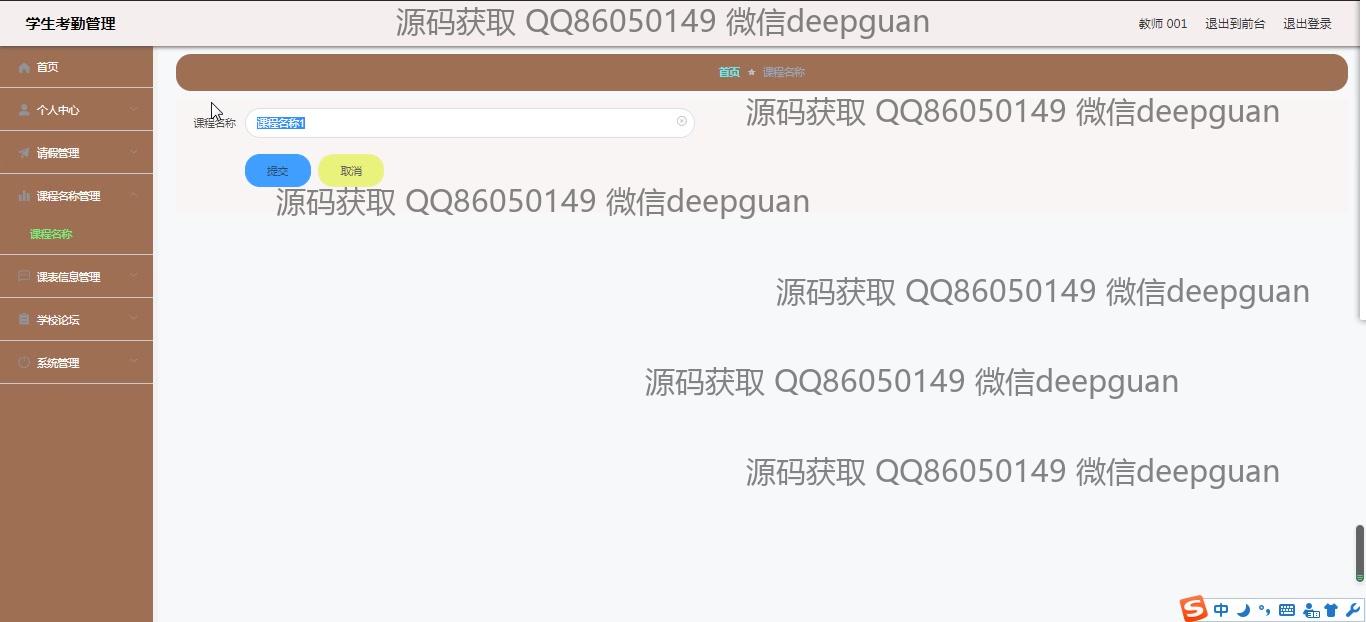 学生考勤管理
源码获取 QQ86050149 微信deepguan
教师 001 退出到前台 退出登录
首页
个人中心
请假管理
课程名称管理
课程名称
课表信息管理
学校论坛
系统管理
首页 课程名称
源码获取 QQ86050149 微信deepguan
课程名称 课程名称1
提交 取消
源码获取 QQ86050149 微信deepguan
源码获取 QQ86050149 微信deepguan
源码获取 QQ86050149 微信deepguan
源码获取 QQ86050149 微信deepguan
S 中